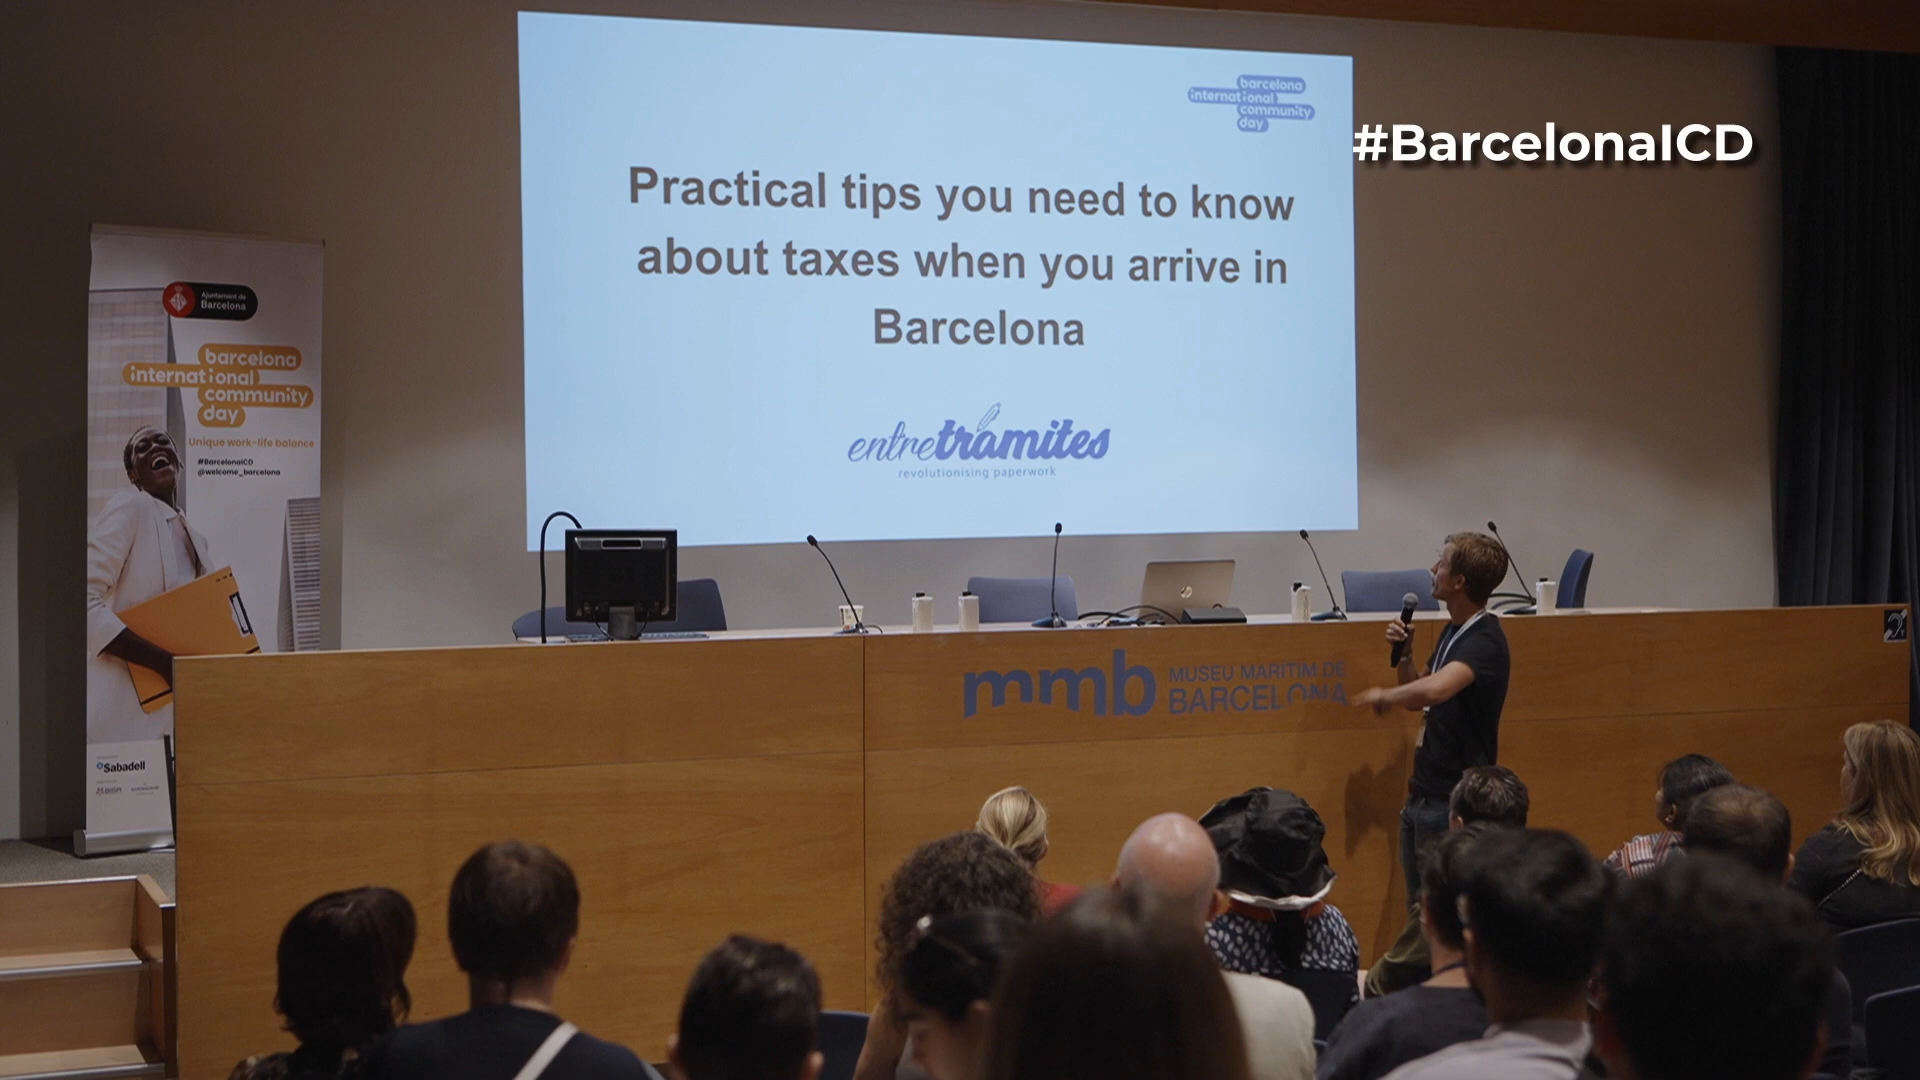 barcelona
international
community
day
#BarcelonaICD
Practical tips you need to know
about taxes when you arrive in
Barcelona
entretrámites
revolutionising paperwork
Ajuntament de
Barcelona
barcelona
international
community
day
Unique work-life balance
#BarcelonaICD
@welcome_barcelona
Sabadell
mmb
MUSEU MARÍTIM DE
BARCELONA